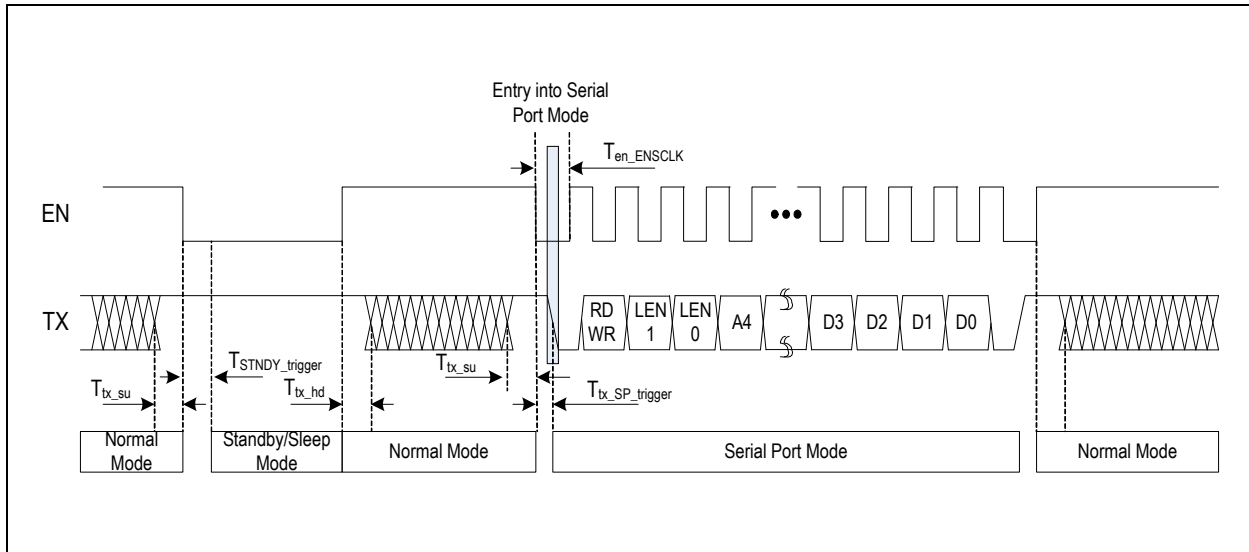 Entry into Serial
Port Mode
Ten_ENSCLK
EN
•••
TX
RD
WR
LEN
1
LEN
0
A4
D3
D2
D1
D0
TSTNDY_trigger
Ttx_su
Ttx_hd
Ttx_su
Ttx_SP_trigger
Normal
Mode
Standby/Sleep
Mode
Normal Mode
Serial Port Mode
Normal Mode